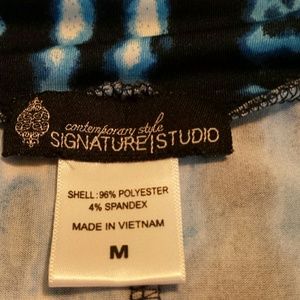 contemporary style
SIGNATURE|STUDIO
SHELL: 96% POLYESTER
4% SPANDEX
MADE IN VIETNAM
M